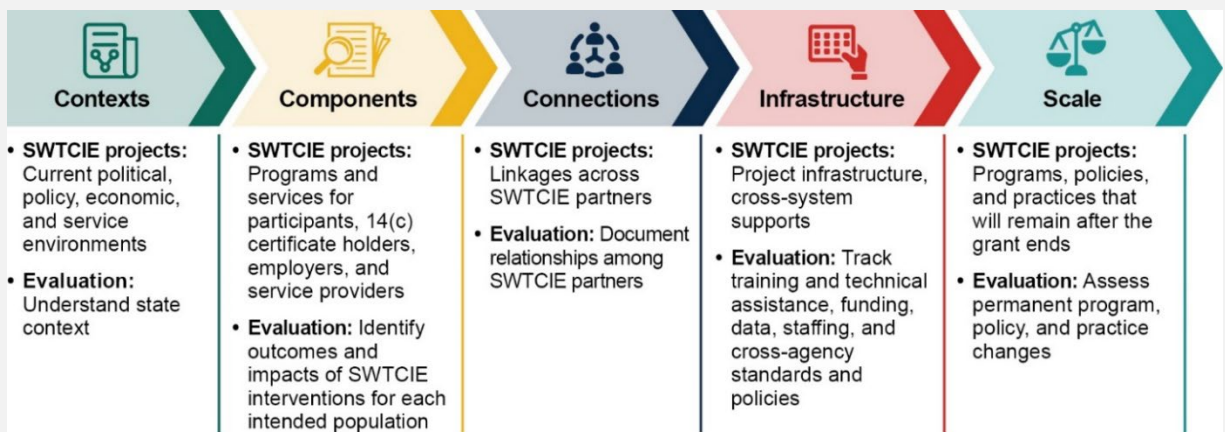 Contexts
• SWTCIE projects:
Current political,
policy, economic,
and service
environments
• Evaluation:
Understand state
context
Components
• SWTCIE projects:
Programs and
services for
participants, 14(c)
certificate holders,
employers, and
service providers
• Evaluation: Identify
outcomes and
impacts of SWTCIE
interventions for each
intended population
Connections
• SWTCIE projects:
Linkages across
SWTCIE partners
• Evaluation: Document
relationships among
SWTCIE partners
Infrastructure
• SWTCIE projects:
Project infrastructure,
cross-system
supports
• Evaluation: Track
training and technical
assistance, funding,
data, staffing, and
cross-agency
standards and
policies
Scale
• SWTCIE projects:
Programs, policies,
and practices that
will remain after the
grant ends
• Evaluation: Assess
permanent program,
policy, and practice
changes